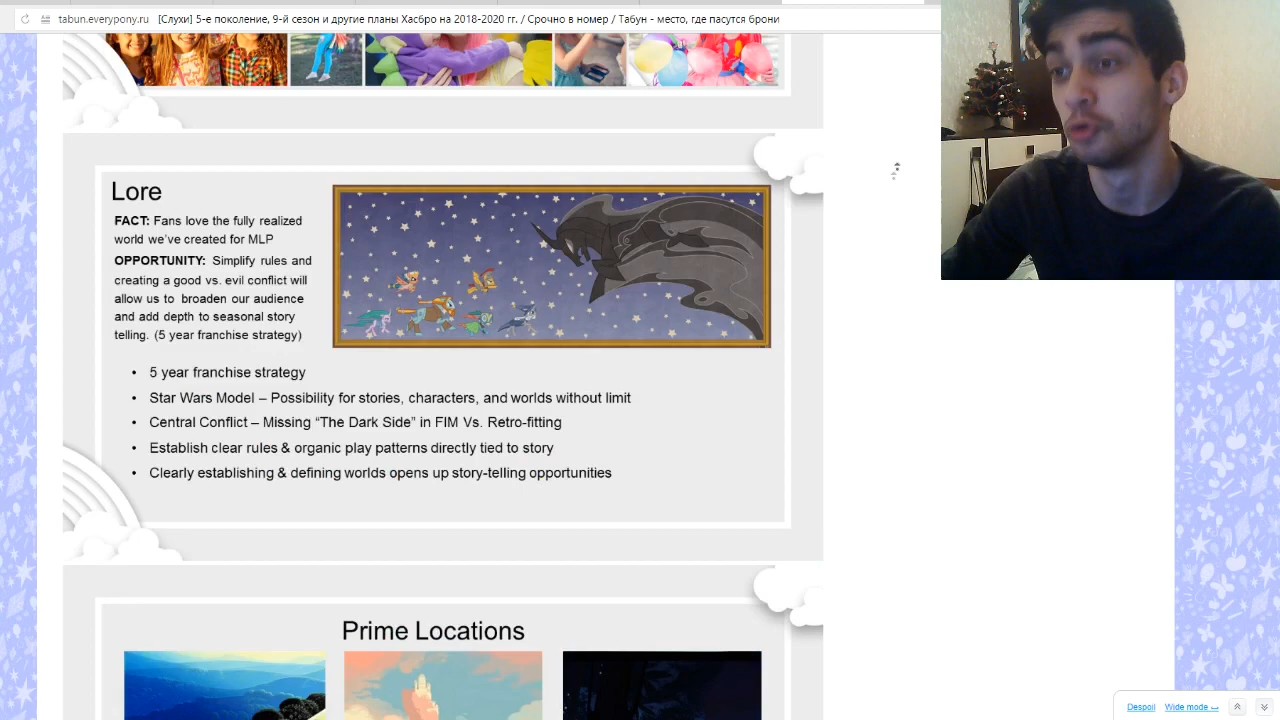 tabun.everypony.ru [Слухи] 5-е поколение, 9-й сезон и другие планы Хасбро на 2018-2020 гг. / Срочно в номер / Табун - место, где пасутся брони
Lore
FACT: Fans love the fully realized
world we've created for MLP
OPPORTUNITY: Simplify rules and
creating a good vs. evil conflict will
allow us to broaden our audience
and add depth to seasonal story
telling. (5 year franchise strategy)
• 5 year franchise strategy
• Star Wars Model – Possibility for stories, characters, and worlds without limit
• Central Conflict – Missing “The Dark Side” in FIM Vs. Retro-fitting
• Establish clear rules & organic play patterns directly tied to story
• Clearly establishing & defining worlds opens up story-telling opportunities
Prime Locations
Despoil Wide mode